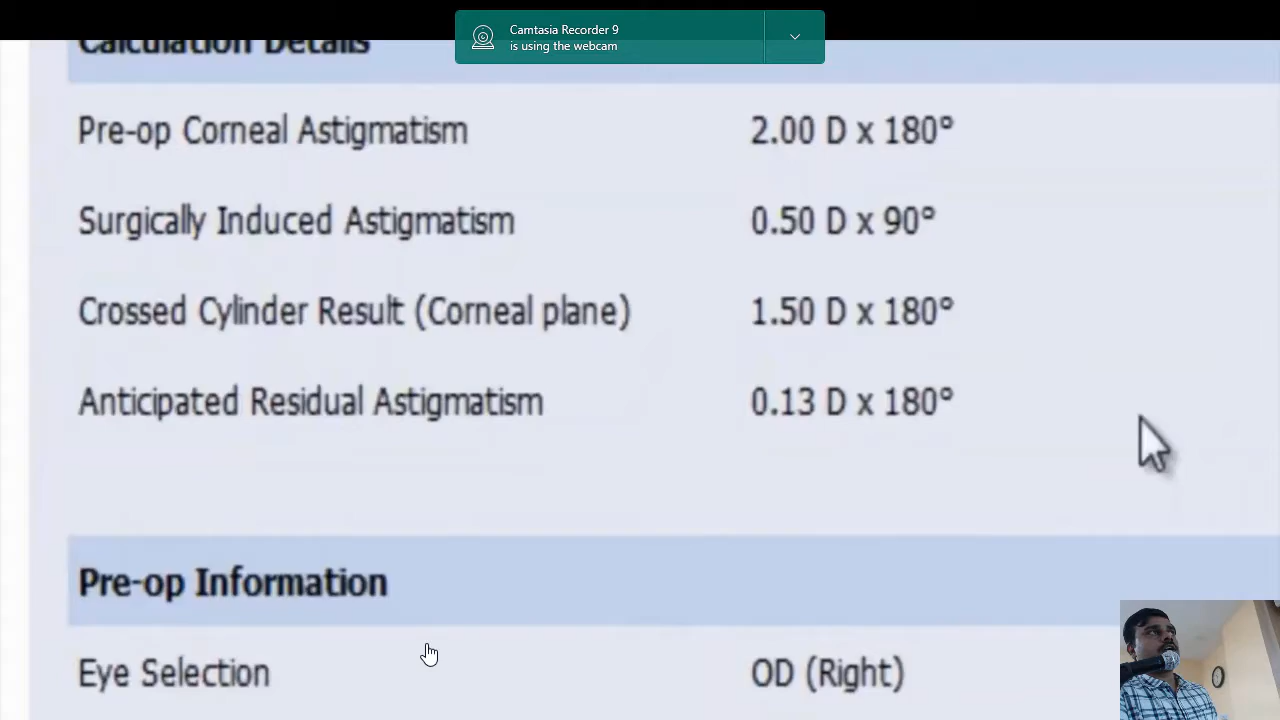 Camtasia Recorder 9
is using the webcam
Calculation Details
Pre-op Corneal Astigmatism 2.00 D x 180°
Surgically Induced Astigmatism 0.50 D x 90°
Crossed Cylinder Result (Corneal plane) 1.50 D x 180°
Anticipated Residual Astigmatism 0.13 D x 180°
Pre-op Information
Eye Selection OD (Right)